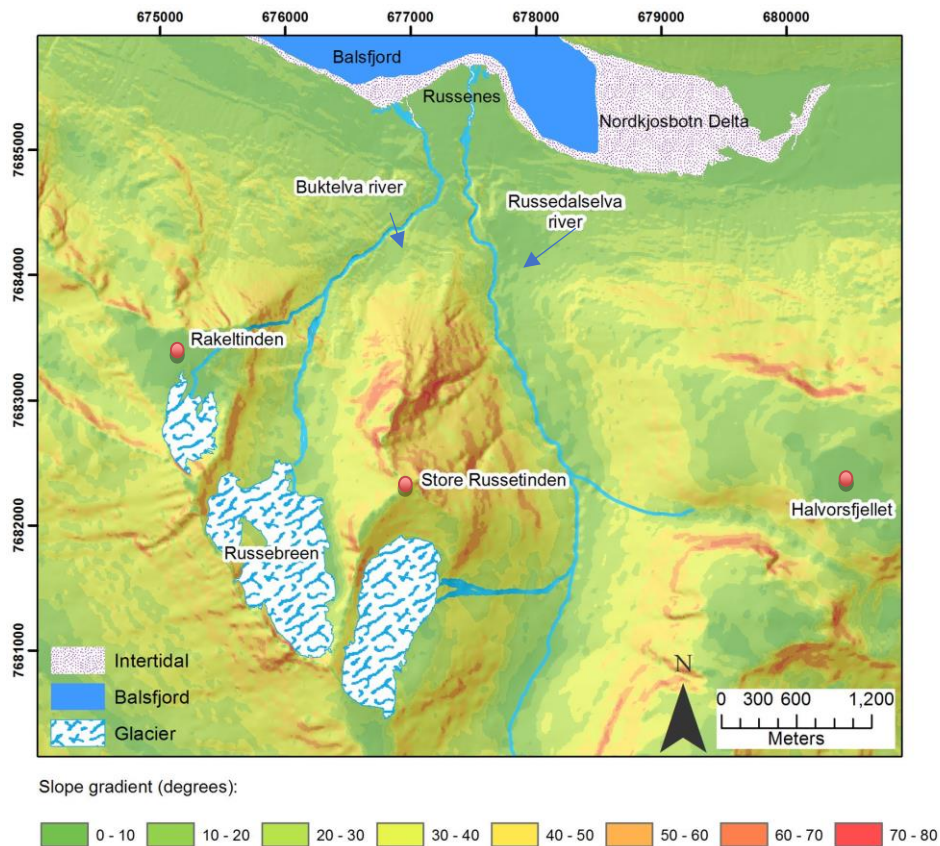 675000 676000 677000 678000 679000 680000
Balsfjord
Russenes
Nordkjosbotn Delta
7685000
Buktelva river
Russedalselva
river
7684000
Rakeltinden
7683000
Store Russetinden
Halvorsfjellet
7682000
Russebreen
7681000
Intertidal
Balsfjord
Glacier
N
0 300 600 1,200
Meters
Slope gradient (degrees):
0 - 10 10 - 20 20 - 30 30 - 40 40 - 50 50 - 60 60 - 70 70 - 80